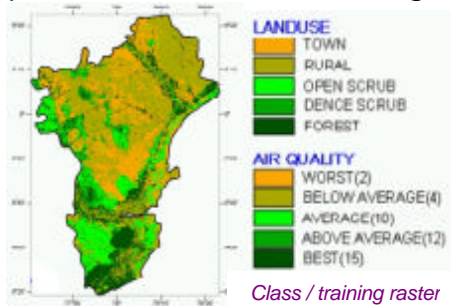 LANDUSE
TOWN
RURAL
OPEN SCRUB
DENCE SCRUB
FOREST
AIR QUALITY
WORST(2)
BELOW AVERAGE(4)
AVERAGE(10)
ABOVE AVERAGE(12)
BEST(15)
Class / training raster